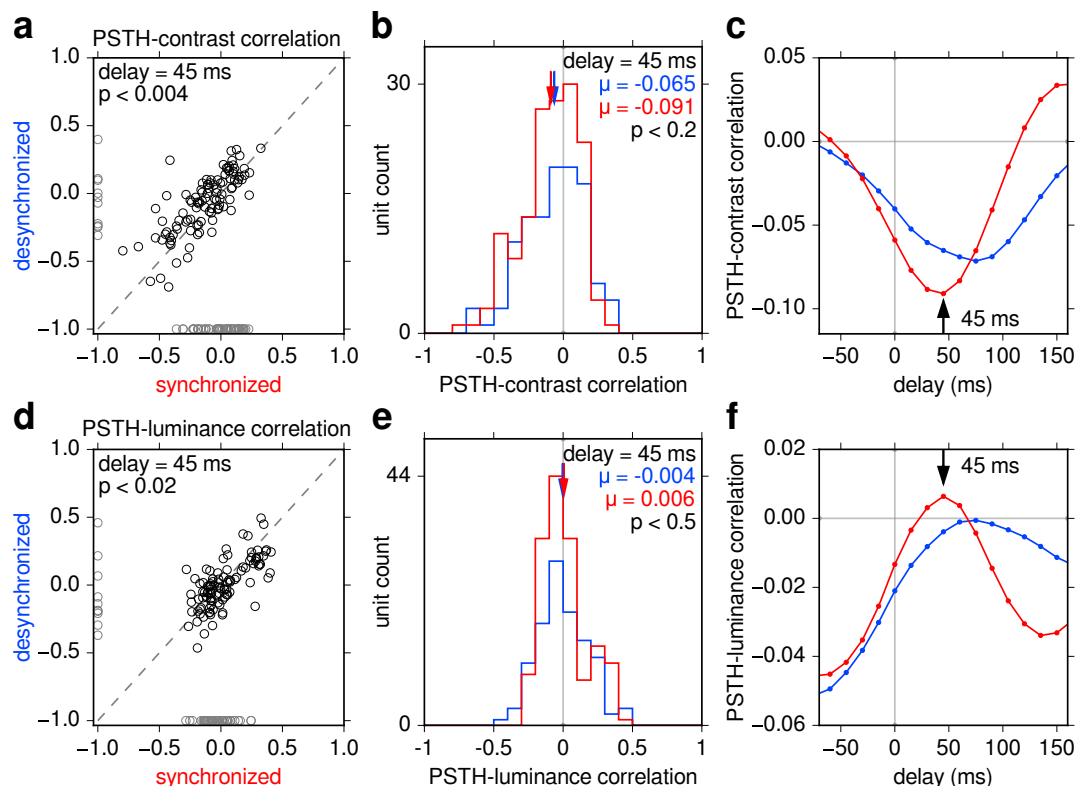 a
PSTH-contrast correlation
delay = 45 ms
p < 0.004
1.0
0.5
0.0
−0.5
−1.0
desynchronized
−1.0 −0.5 0.0 0.5 1.0
synchronized
b
delay = 45 ms
μ = -0.065
μ = -0.091
p < 0.2
30
0
unit count
-1 -0.5 0 0.5 1
PSTH-contrast correlation
c
0.05
0.00
−0.05
−0.10
PSTH-contrast correlation
45 ms
−50 0 50 100 150
delay (ms)
d
PSTH-luminance correlation
delay = 45 ms
p < 0.02
1.0
0.5
0.0
−0.5
−1.0
desynchronized
−1.0 −0.5 0.0 0.5 1.0
synchronized
e
delay = 45 ms
μ = -0.004
μ = 0.006
p < 0.5
44
0
unit count
-1 -0.5 0 0.5 1
PSTH-luminance correlation
f
0.02
0.00
−0.02
−0.04
−0.06
PSTH-luminance correlation
45 ms
−50 0 50 100 150
delay (ms)